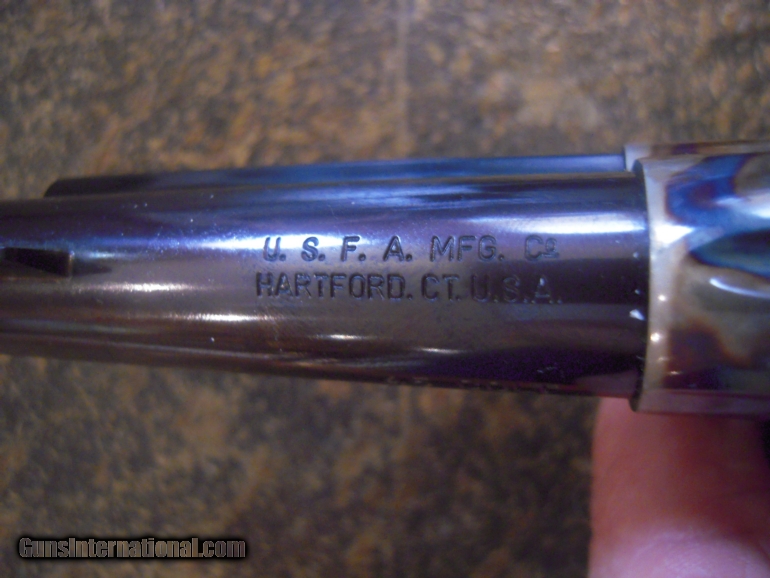 U. S. F. A. MFG. Co.
HARTFORD. CT. U.S.A.
GunsInternational.com